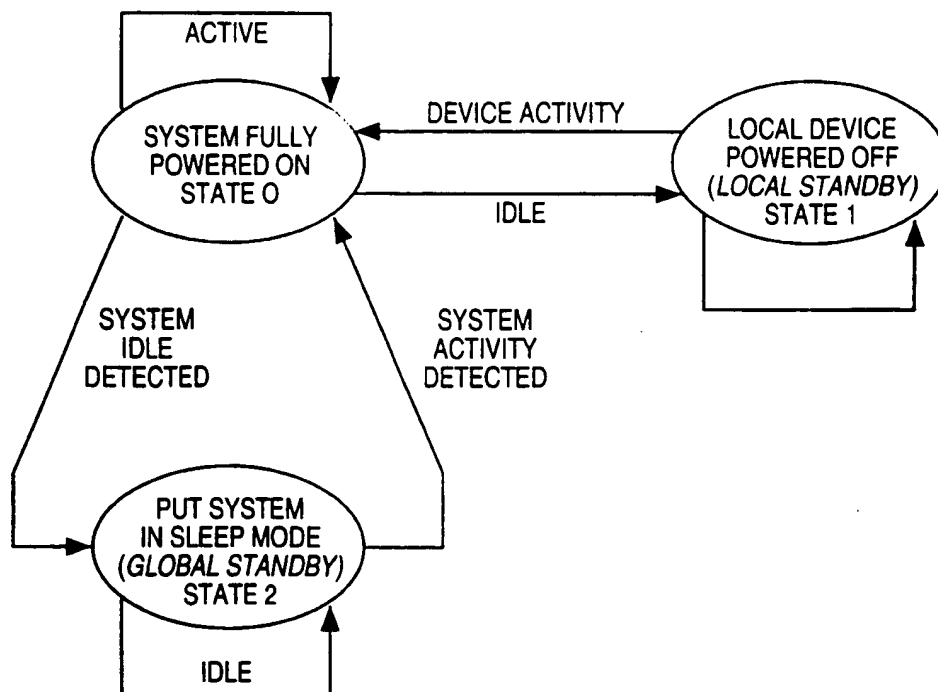 ACTIVE
SYSTEM FULLY
POWERED ON
STATE 0
DEVICE ACTIVITY
IDLE
LOCAL DEVICE
POWERED OFF
(LOCAL STANDBY)
STATE 1
SYSTEM
IDLE
DETECTED
SYSTEM
ACTIVITY
DETECTED
PUT SYSTEM
IN SLEEP MODE
(GLOBAL STANDBY)
STATE 2
IDLE